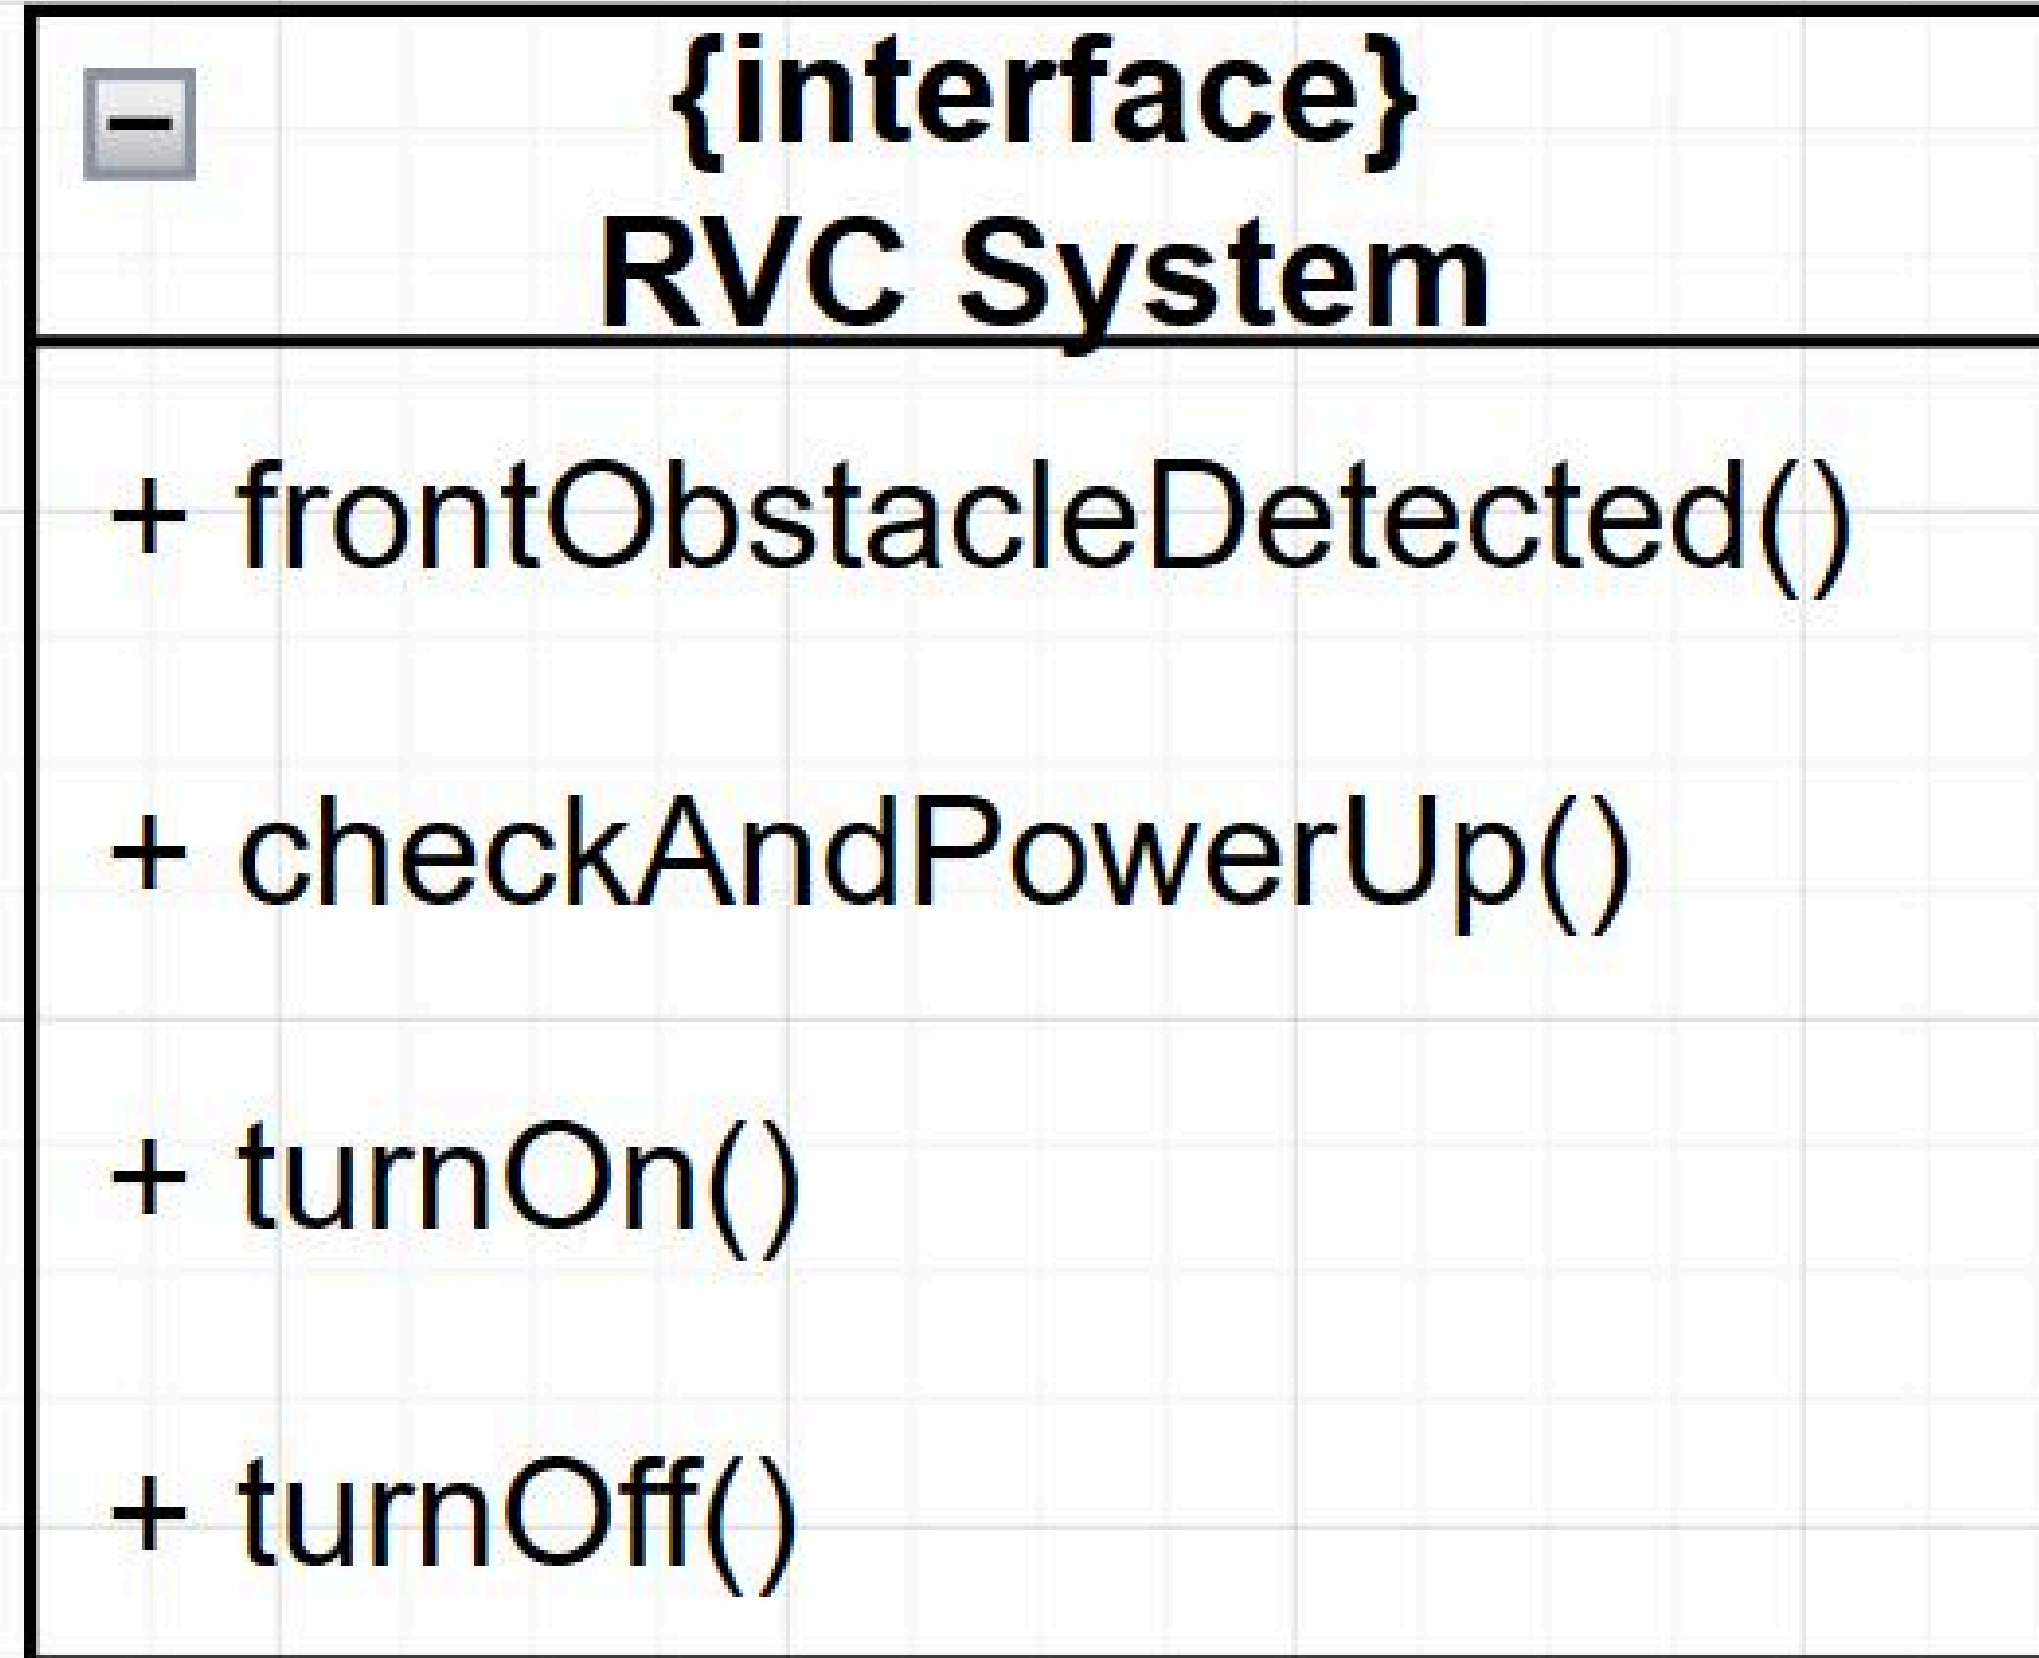 {interface}
RVC System
+ frontObstacleDetected()
+ checkAndPowerUp()
+ turnOn()
+ turnOff()